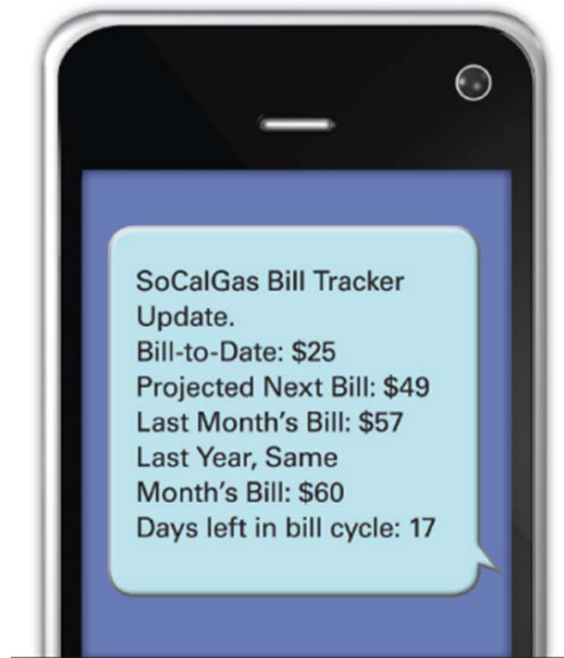 SoCalGas Bill Tracker
Update.
Bill-to-Date: $25
Projected Next Bill: $49
Last Month's Bill: $57
Last Year, Same
Month's Bill: $60
Days left in bill cycle: 17